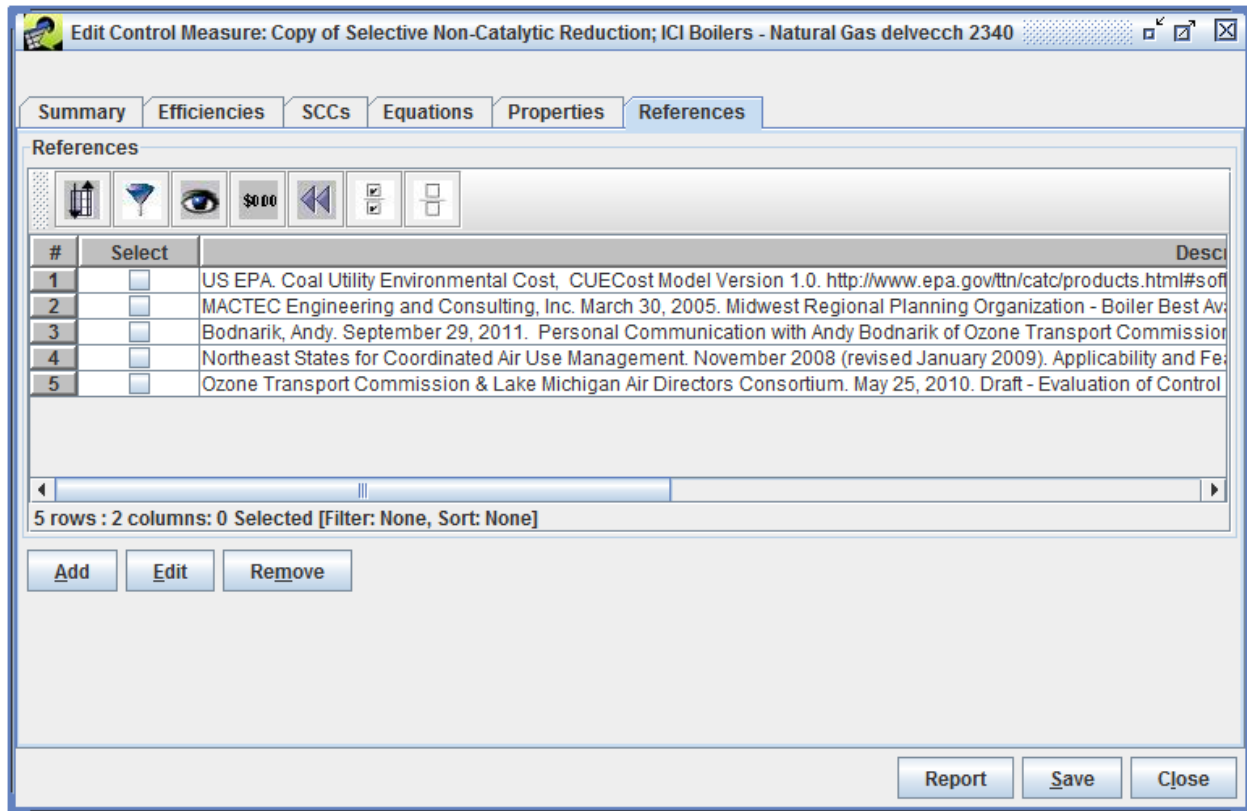 Edit Control Measure: Copy of Selective Non-Catalytic Reduction; ICI Boilers - Natural Gas delvecch 2340
Summary Efficiencies SCCs Equations Properties References
References
$0.00
# Select Descri
1 US EPA. Coal Utility Environmental Cost, CUECost Model Version 1.0. http://www.epa.gov/ttn/catc/products.html#soft
2 MACTEC Engineering and Consulting, Inc. March 30, 2005. Midwest Regional Planning Organization - Boiler Best Ava
3 Bodnarik, Andy. September 29, 2011. Personal Communication with Andy Bodnarik of Ozone Transport Commission
4 Northeast States for Coordinated Air Use Management. November 2008 (revised January 2009). Applicability and Fea
5 Ozone Transport Commission & Lake Michigan Air Directors Consortium. May 25, 2010. Draft - Evaluation of Control
5 rows : 2 columns: 0 Selected [Filter: None, Sort: None]
Add Edit Remove
Report Save Close